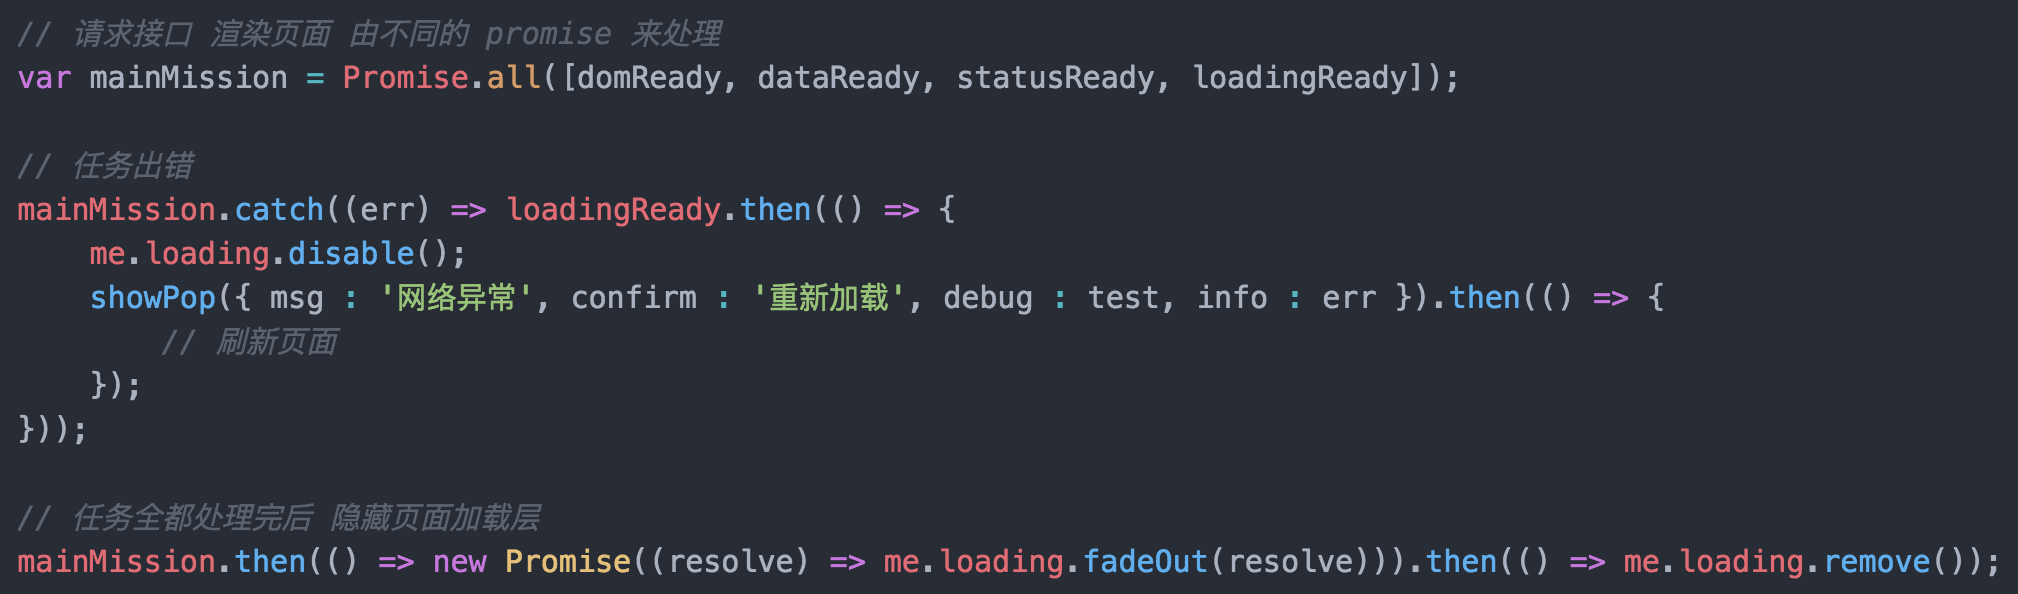 // 请求接口 渲染页面 由不同的 promise 来处理
var mainMission = Promise.all([domReady, dataReady, statusReady, loadingReady]);
// 任务出错
mainMission.catch((err) => loadingReady.then(() => {
me.loading.disable();
showPop({ msg : '网络异常', confirm : '重新加载', debug : test, info : err }).then(() => {
// 刷新页面
});
}));
// 任务全都处理完后 隐藏页面加载层
mainMission.then(() => new Promise((resolve) => me.loading.fadeOut(resolve))).then(() => me.loading.remove());